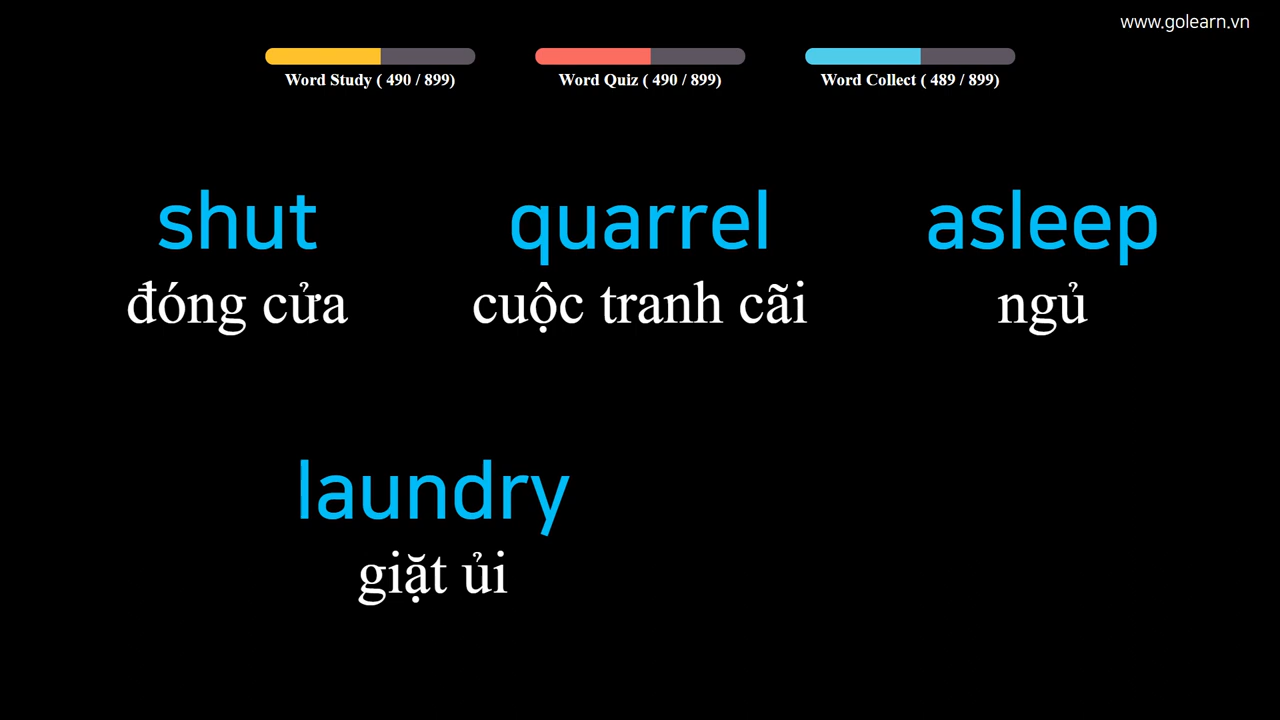 www.golearn.vn
Word Study ( 490 / 899)
Word Quiz ( 490 / 899)
Word Collect ( 489 / 899)
shut
quarrel
asleep
đóng cửa
cuộc tranh cãi
ngủ
laundry
giặt ủi